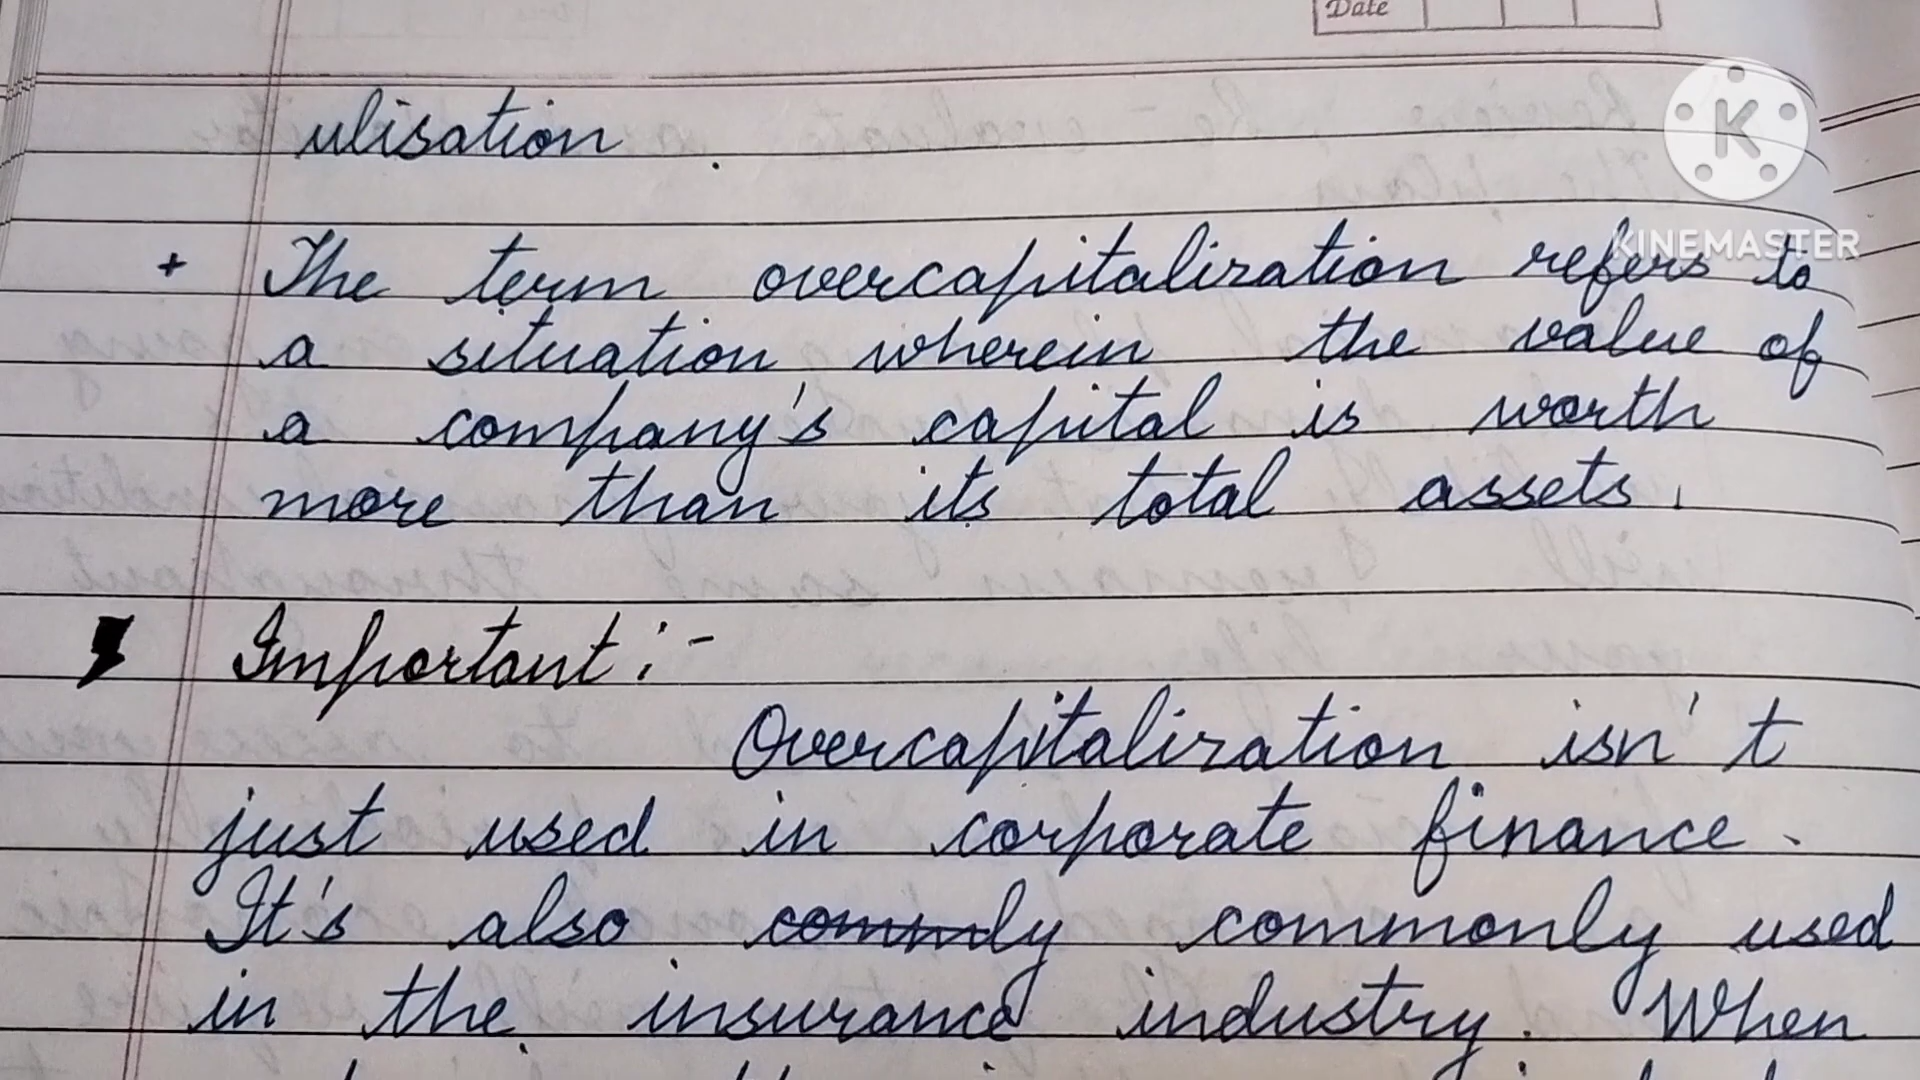 Date
ulisation.
K
KINEMASTER
+ The term overcapitalization refers to
a situation wherein the value of
a company's capital is worth
more than its total assets.
Important :-
Overcapitalization isn't
just used in corporate finance.
It's also commnly commonly used
in the insurance industry. When